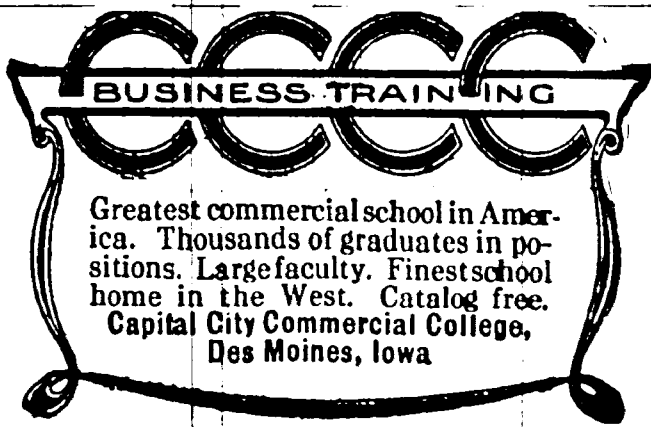 CCCC
BUSINESS TRAINING
Greatest commercial school in Amer-
ica. Thousands of graduates in po-
sitions. Large faculty. Finest school
home in the West. Catalog free.
Capital City Commercial College,
Des Moines, Iowa